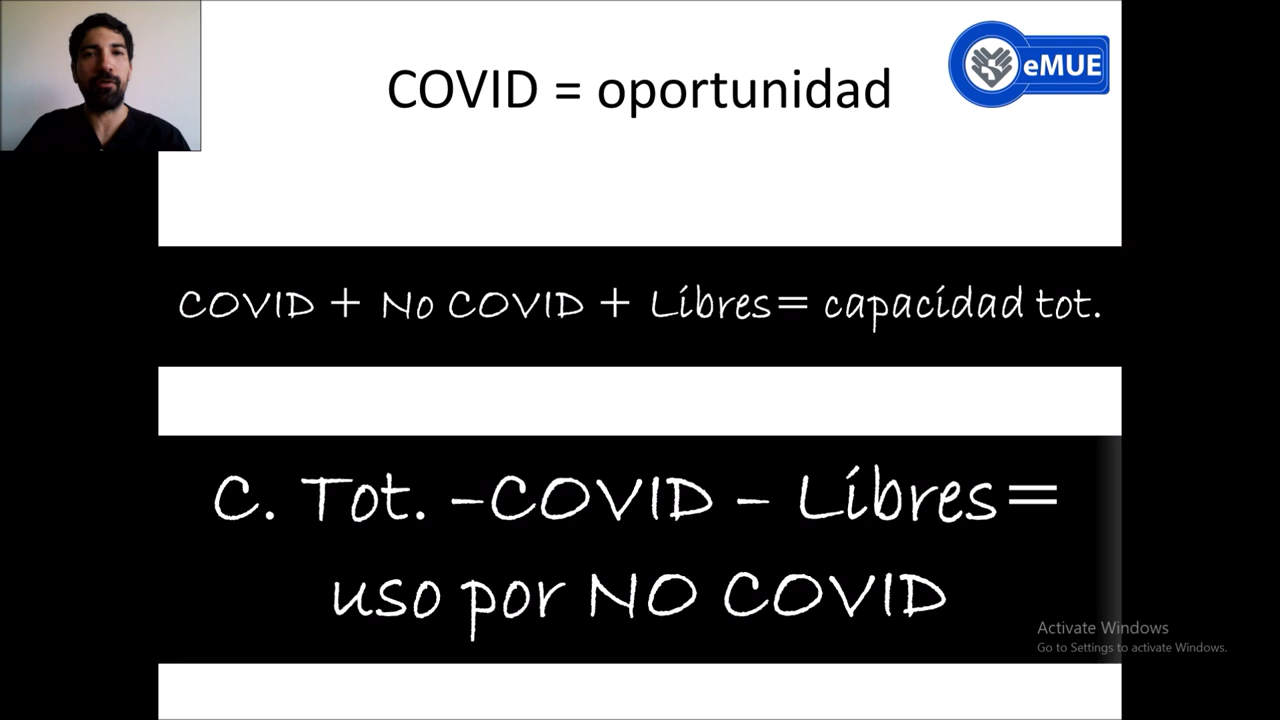 COVID = oportunidad
eMUE
COVID + No COVID + Libres= capacidad tot.
C. Tot. -COVID - Libres=
uso por NO COVID
Activate Windows
Go to Settings to activate Windows.